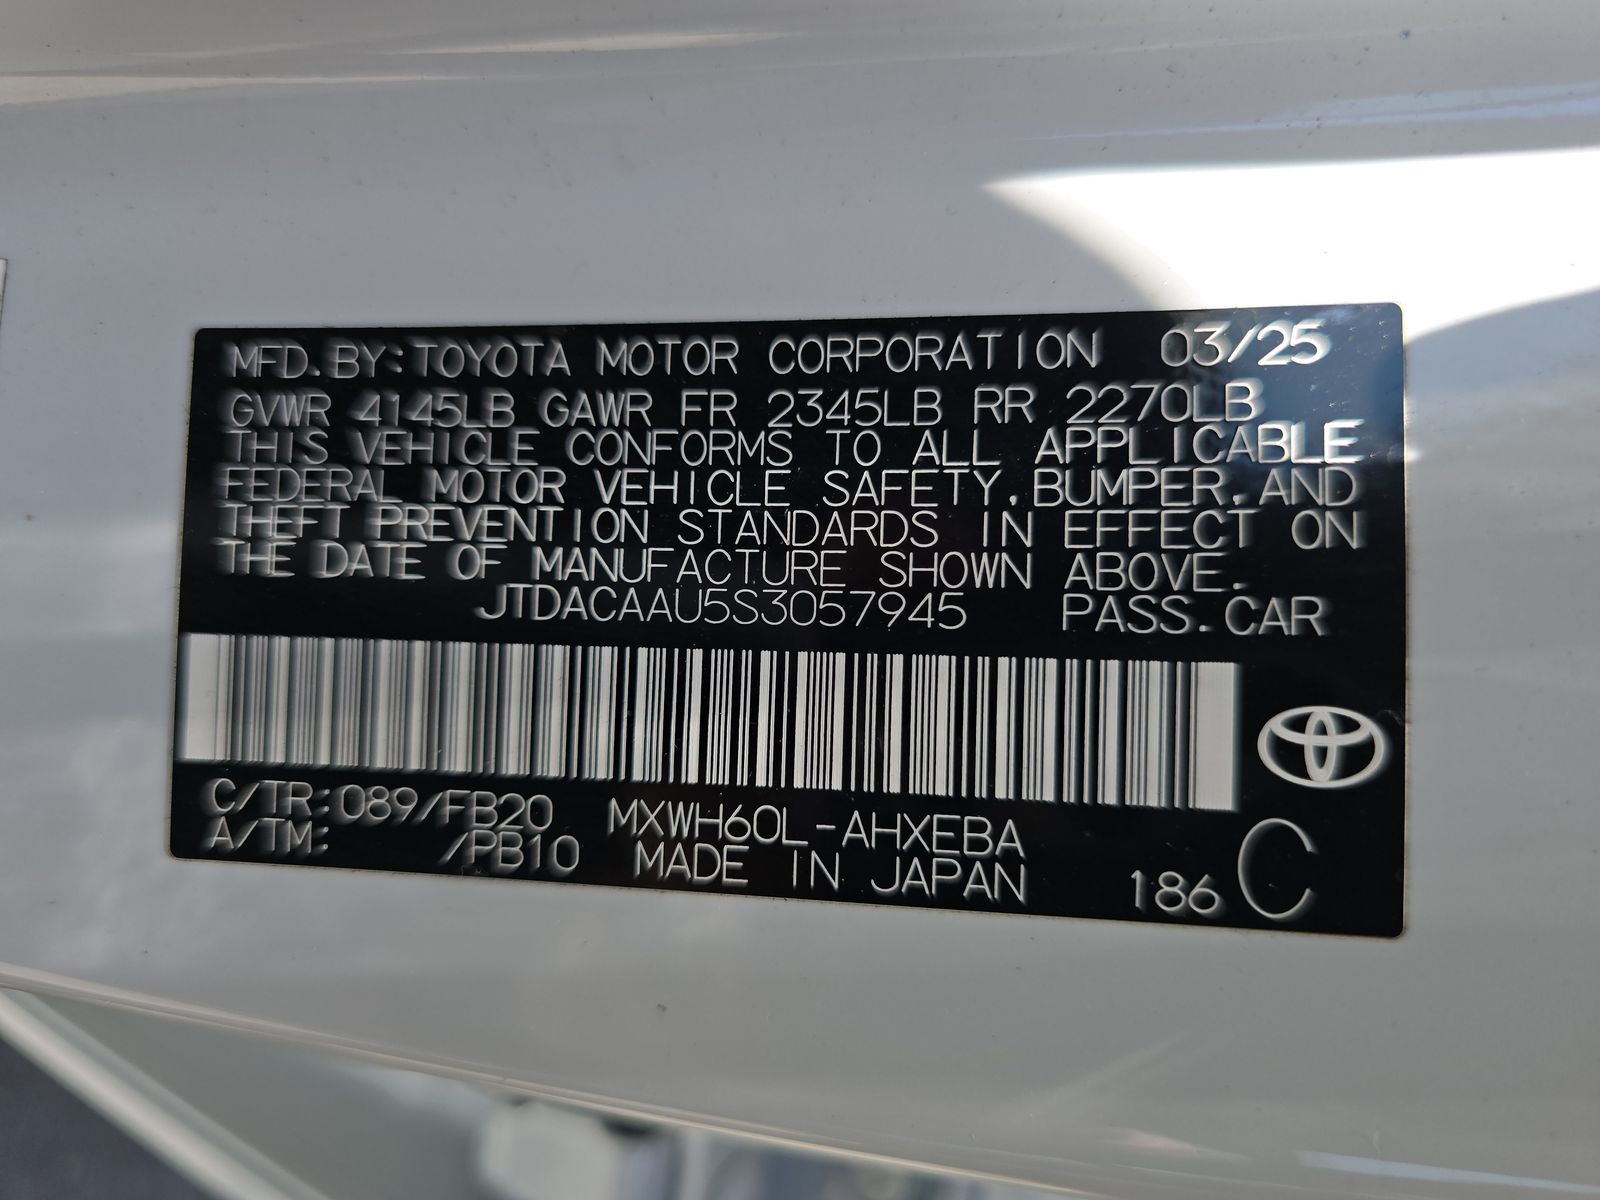 MFD. BY: TOYOTA MOTOR CORPORATION 03/25
GVWR 4145LB GAWR FR 2345LB RR 2270LB
THIS VEHICLE CONFORMS TO ALL APPLICABLE
FEDERAL MOTOR VEHICLE SAFETY, BUMPER, AND
THEFT PREVENTION STANDARDS IN EFFECT ON
THE DATE OF MANUFACTURE SHOWN ABOVE.
JTDACAAU5S3057945 PASS. CAR
C/TR: 089/FB20 MXWH60L-AHXEBA
A/TM: /PB10 MADE IN JAPAN 186 C